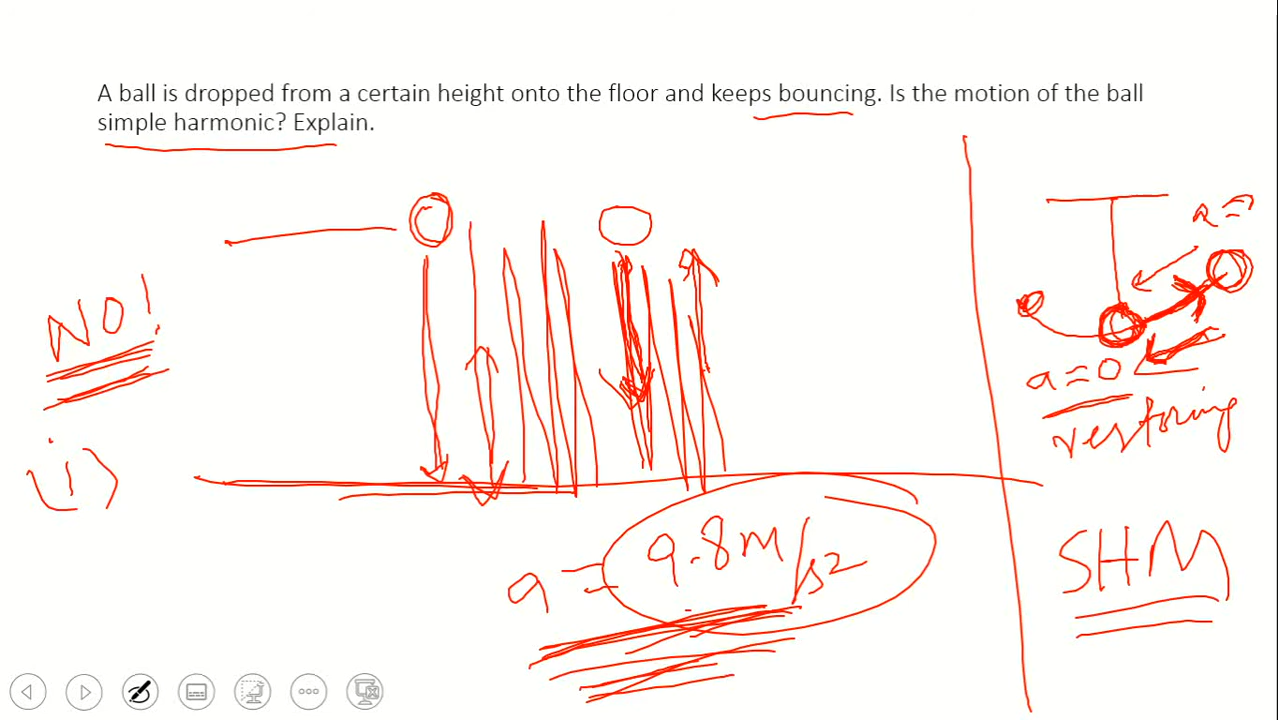 A ball is dropped from a certain height onto the floor and keeps bouncing. Is the motion of the ball
simple harmonic? Explain.
NO!
(i)
a = 9.8 m/s2
a = ?
a = 0
restoring
SHM